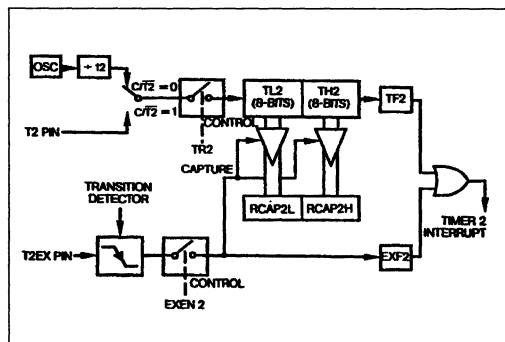 OSC
÷ 12
C/T2 = 0
C/T2 = 1
TL2
(8-BITS)
TH2
(8-BITS)
TF2
CONTROL
T2 PIN
TR2
CAPTURE
TRANSITION
DETECTOR
RCAP2L
RCAP2H
TIMER 2
INTERRUPT
T2EX PIN
EXF2
CONTROL
EXEN 2